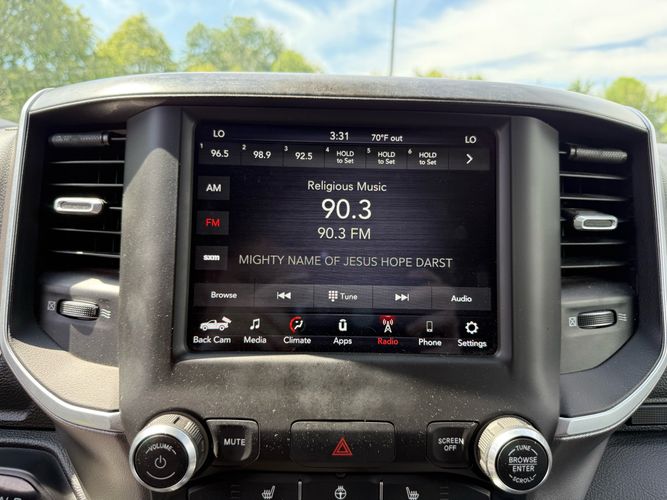 LO 3:31 70°F out LO
1 96.5 2 98.9 3 92.5 4 HOLD to Set 5 HOLD to Set 6 HOLD to Set
AM
Religious Music
90.3
FM
90.3 FM
sxm
MIGHTY NAME OF JESUS HOPE DARST
Browse Tune Audio
Back Cam Media Climate Apps Radio Phone Settings
VOLUME
MUTE
SCREEN OFF
TUNE
BROWSE
ENTER
SCROLL